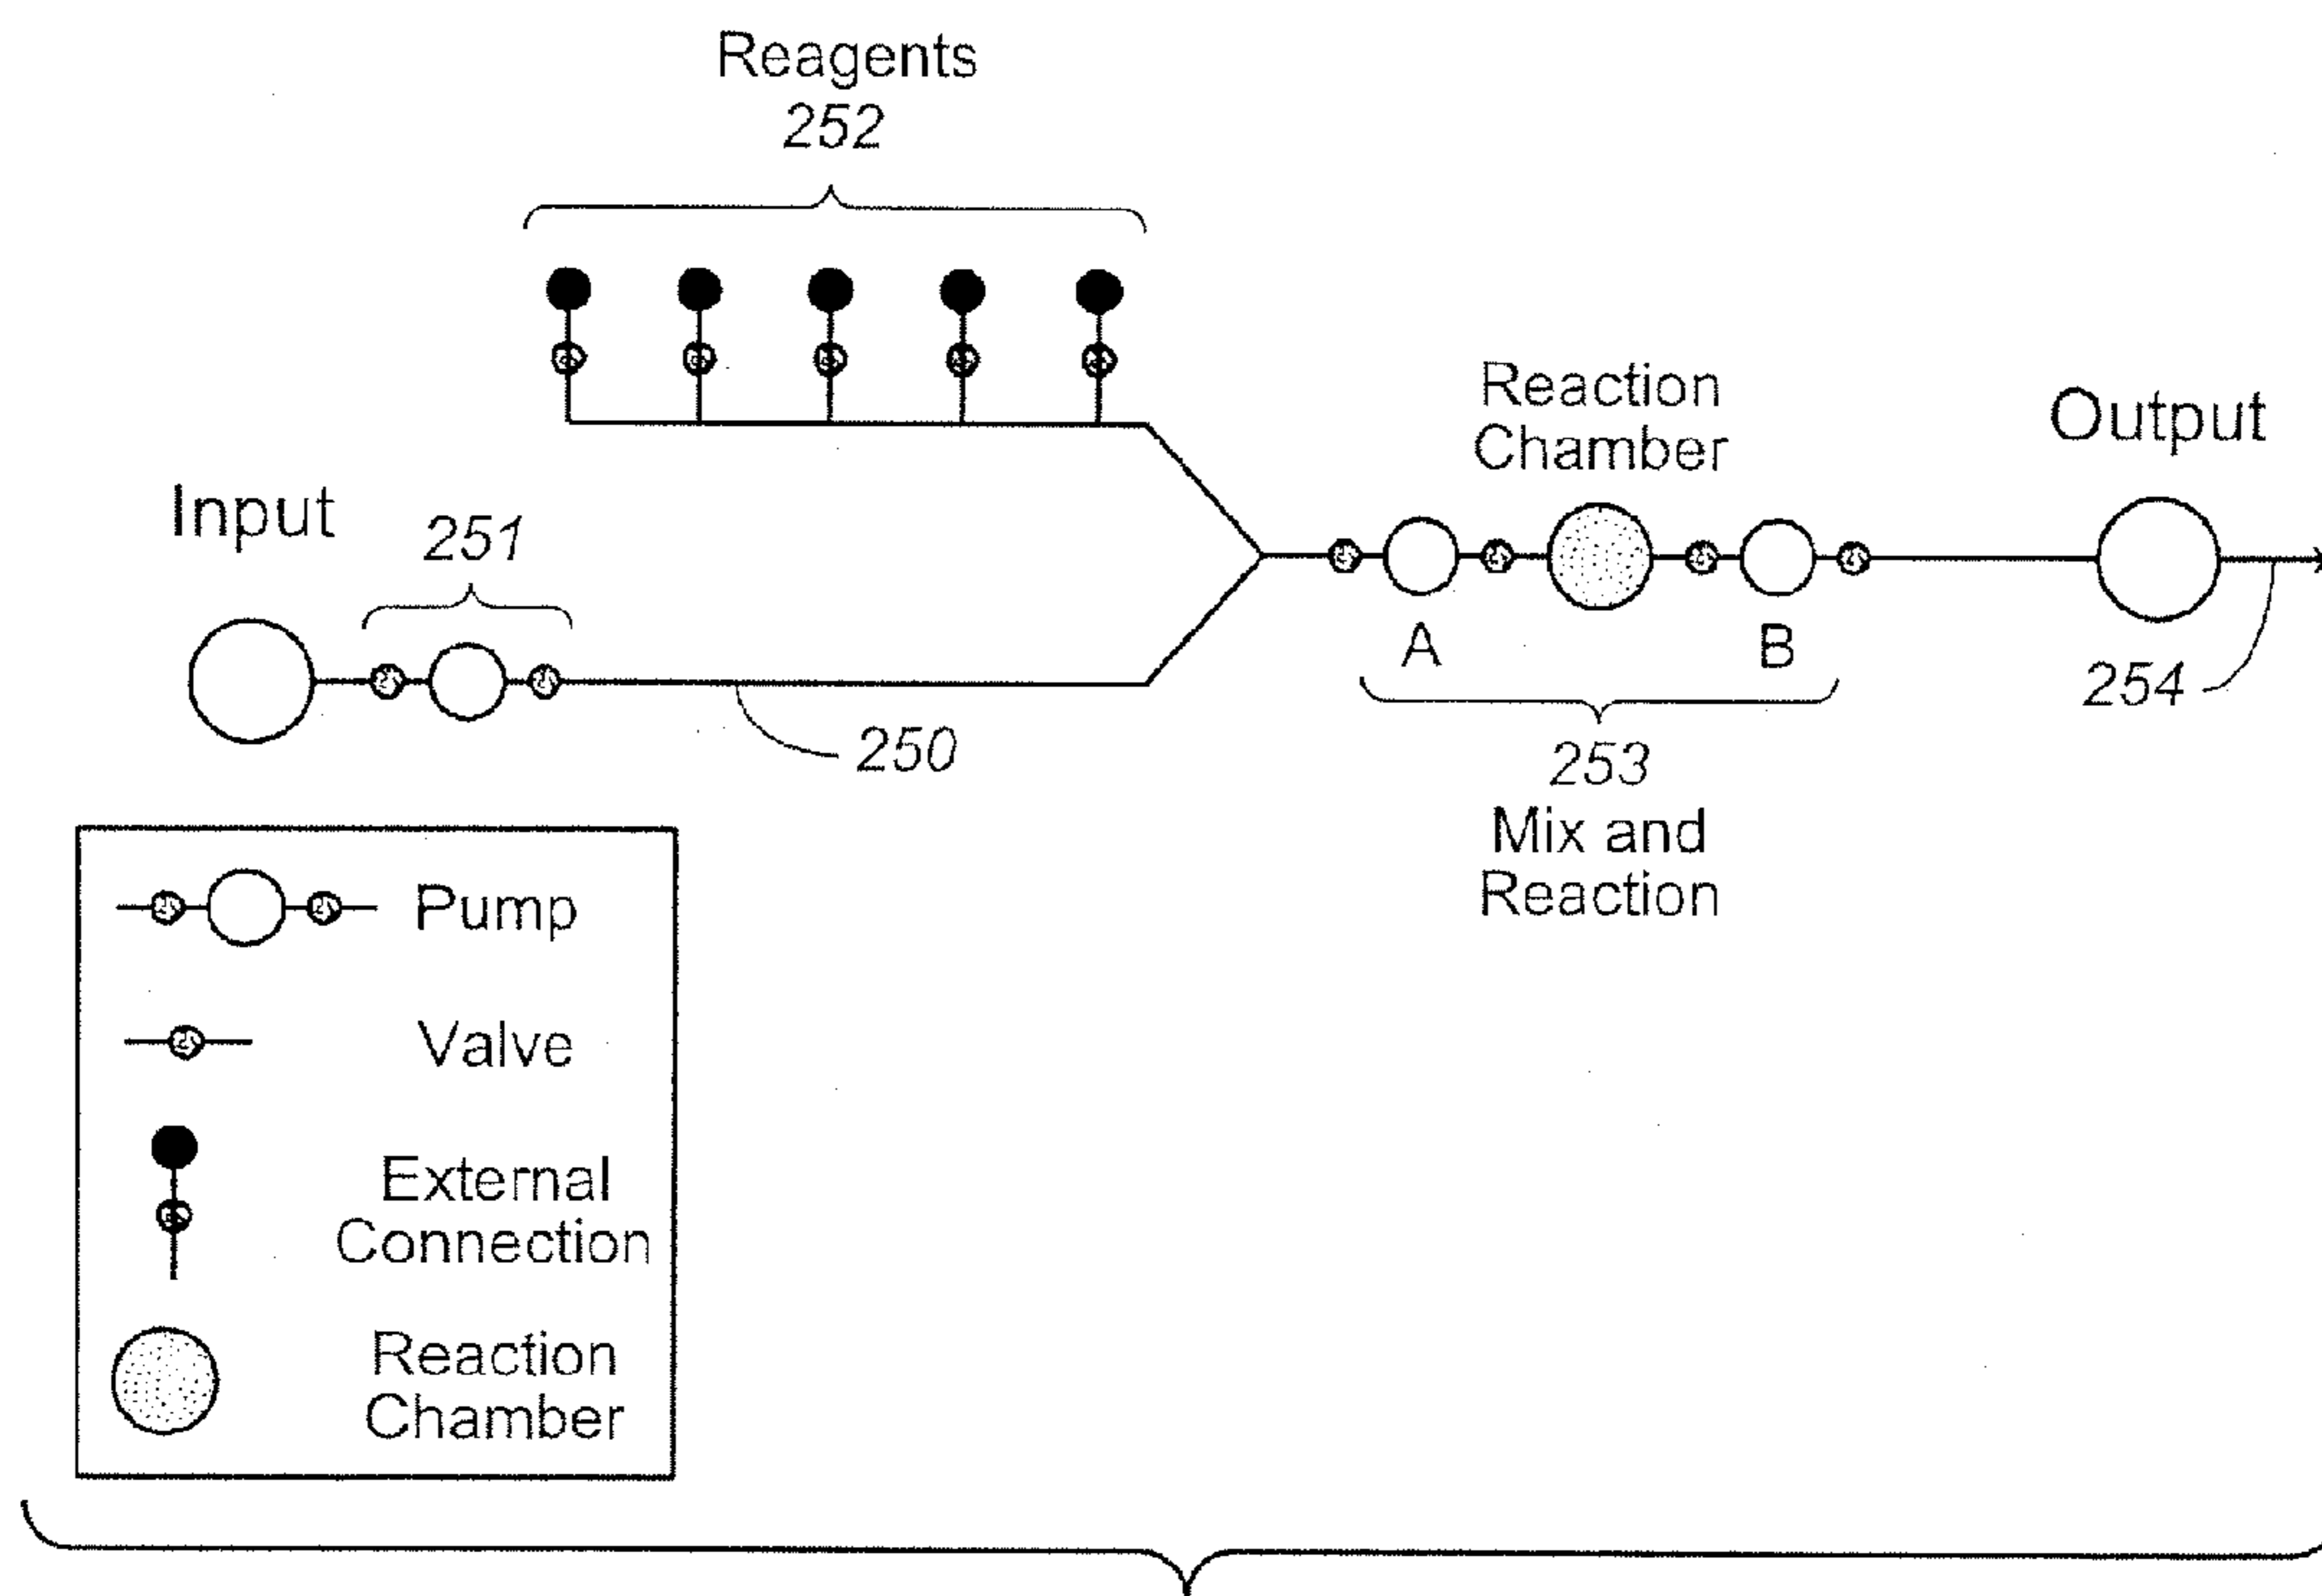 Reagents
252
Reaction
Chamber
Output
Input
251
A
B
254
250
253
Mix and
Reaction
Pump
Valve
External
Connection
Reaction
Chamber